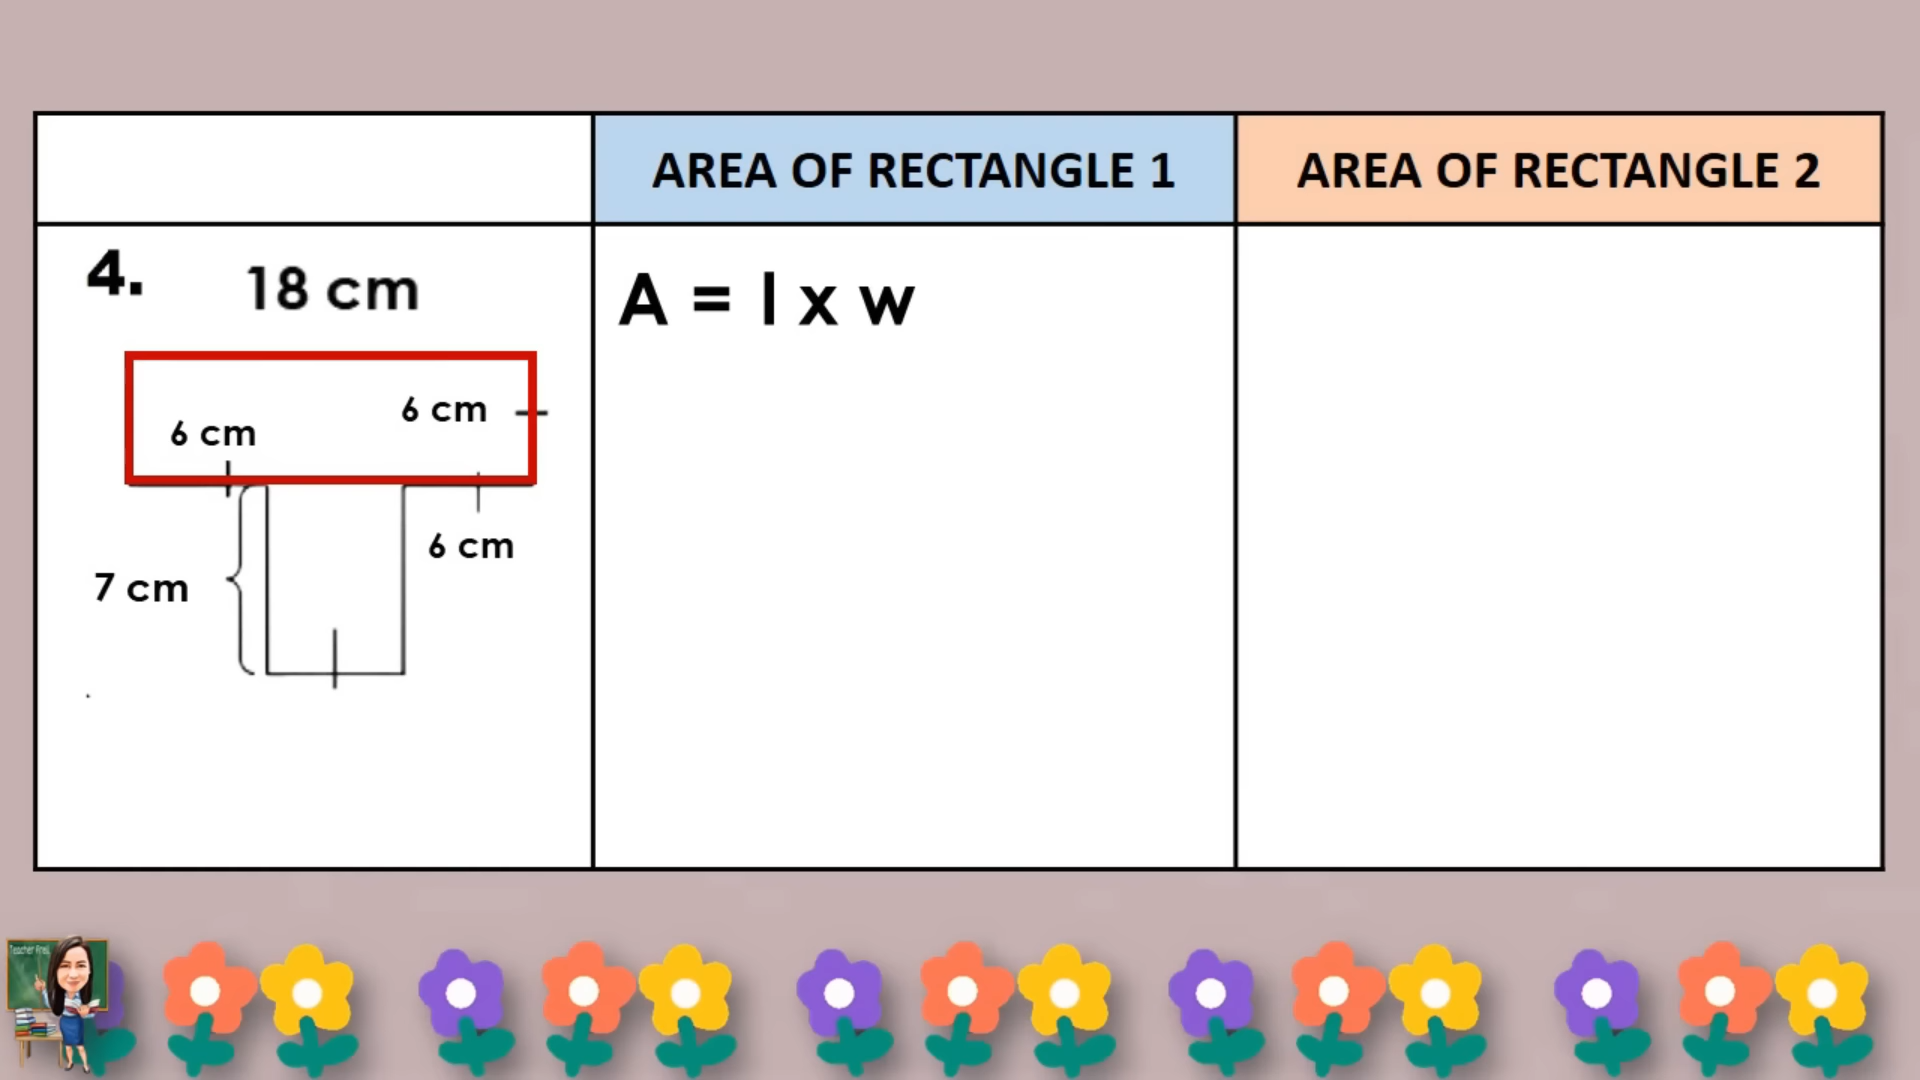 AREA OF RECTANGLE 1
AREA OF RECTANGLE 2
4.
18 cm
A = l x w
6 cm
6 cm
6 cm
7 cm